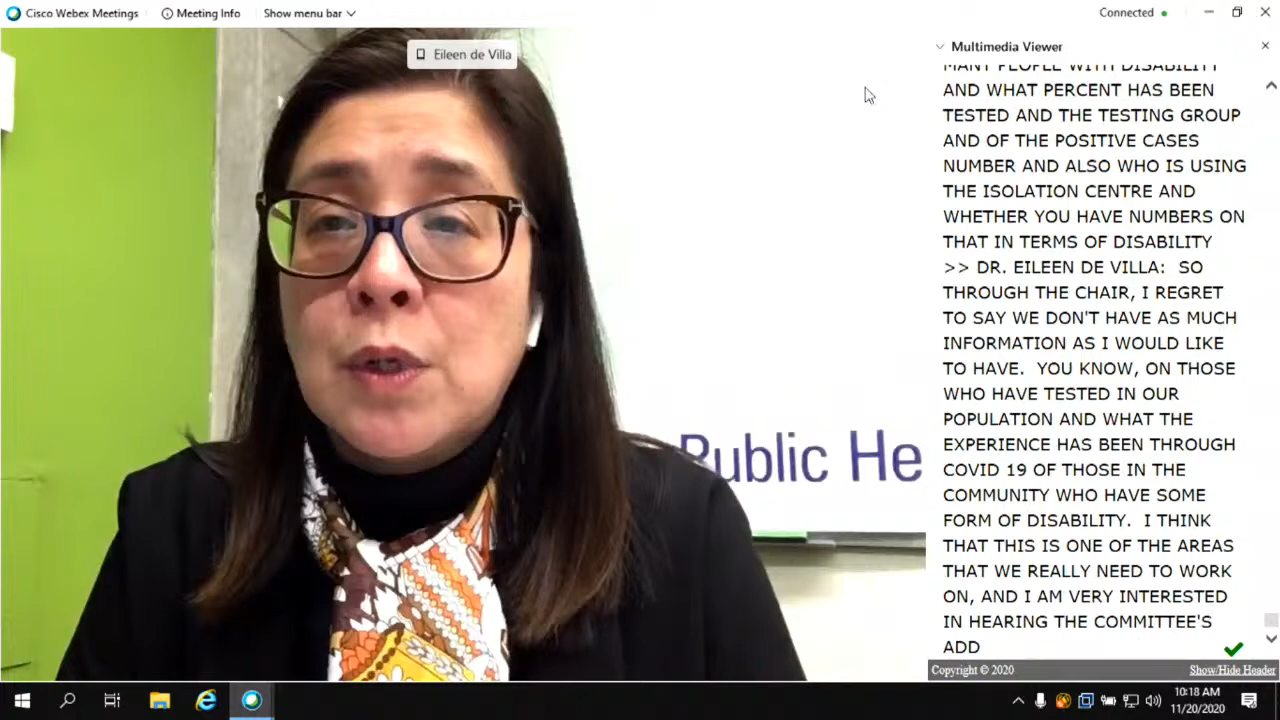 Cisco Webex Meetings
Meeting Info
Show menu bar
Connected
Eileen de Villa
Multimedia Viewer
MANY PEOPLE WITH DISABILITY
AND WHAT PERCENT HAS BEEN
TESTED AND THE TESTING GROUP
AND OF THE POSITIVE CASES
NUMBER AND ALSO WHO IS USING
THE ISOLATION CENTRE AND
WHETHER YOU HAVE NUMBERS ON
THAT IN TERMS OF DISABILITY
>> DR. EILEEN DE VILLA:  SO
THROUGH THE CHAIR, I REGRET
TO SAY WE DON'T HAVE AS MUCH
INFORMATION AS I WOULD LIKE
TO HAVE.  YOU KNOW, ON THOSE
WHO HAVE TESTED IN OUR
POPULATION AND WHAT THE
EXPERIENCE HAS BEEN THROUGH
COVID 19 OF THOSE IN THE
COMMUNITY WHO HAVE SOME
FORM OF DISABILITY.  I THINK
THAT THIS IS ONE OF THE AREAS
THAT WE REALLY NEED TO WORK
ON, AND I AM VERY INTERESTED
IN HEARING THE COMMITTEE'S
ADD
Public He
Copyright © 2020
Show/Hide Header
10:18 AM
11/20/2020